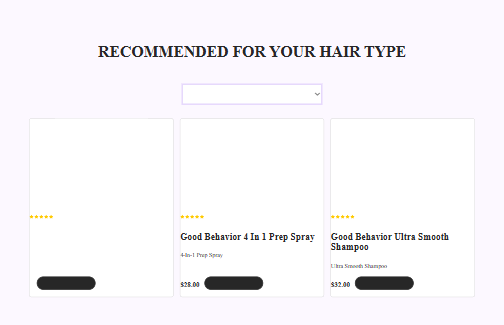 RECOMMENDED FOR YOUR HAIR TYPE
Good Behavior 4 In 1 Prep Spray
4-In-1 Prep Spray
$28.00
Good Behavior Ultra Smooth
Shampoo
Ultra Smooth Shampoo
$32.00